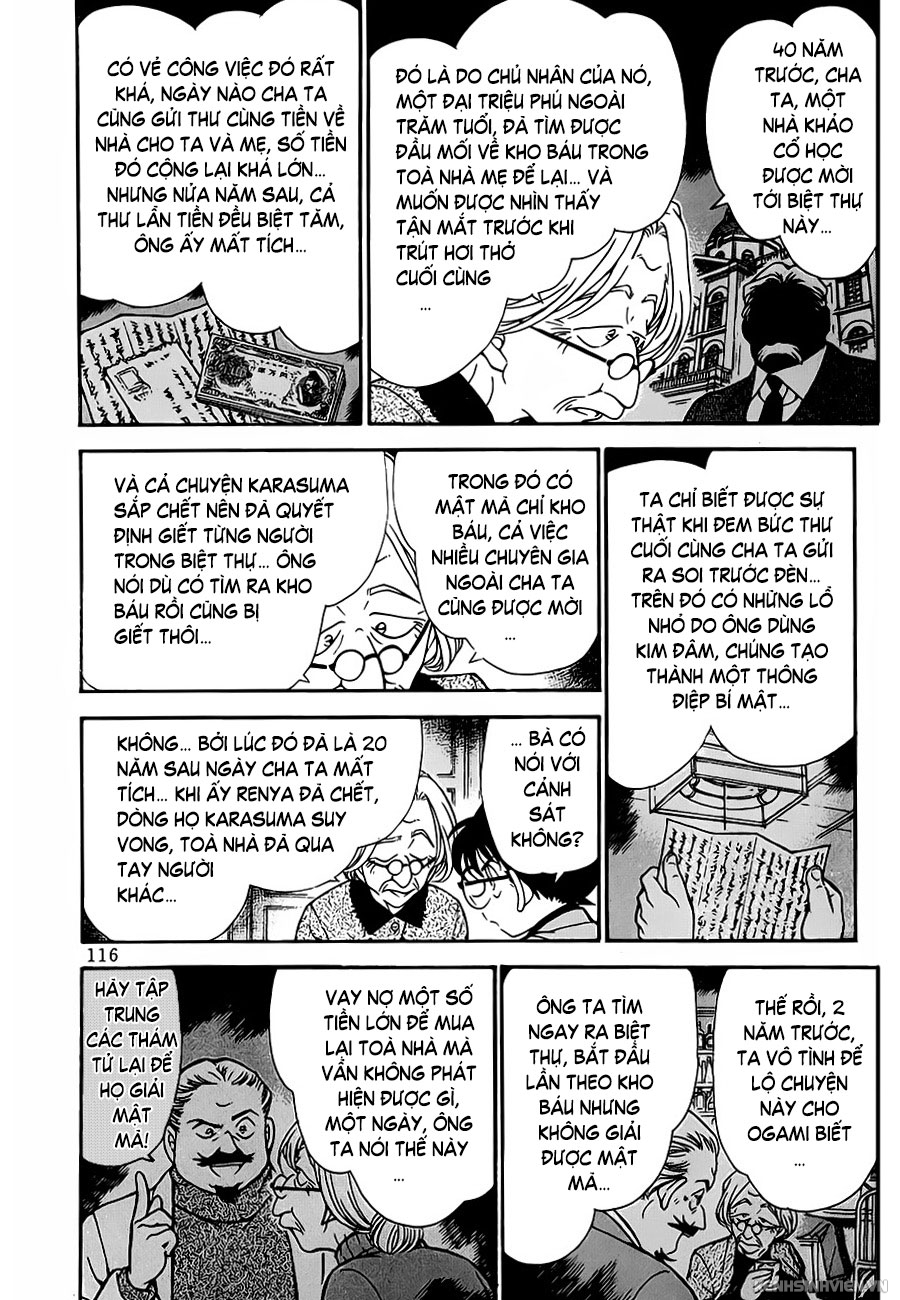 40 NĂM
TRƯỚC, CHA
TA, MỘT
NHÀ KHẢO
CỔ HỌC
ĐƯỢC MỜI
TỚI BIỆT THỰ
NÀY...
ĐÓ LÀ DO CHỦ NHÂN CỦA NÓ,
MỘT ĐẠI TRIỆU PHÚ NGOÀI
TRĂM TUỔI, ĐÃ TÌM ĐƯỢC
ĐẦU MỐI VỀ KHO BÁU TRONG
TOÀ NHÀ MẸ ĐỂ LẠI... VÀ
MUỐN ĐƯỢC NHÌN THẤY
TẬN MẮT TRƯỚC KHI
TRÚT HƠI THỞ
CUỐI CÙNG
...
CÓ VẺ CÔNG VIỆC ĐÓ RẤT
KHÁ, NGÀY NÀO CHA TA
CŨNG GỬI THƯ CÙNG TIỀN VỀ
NHÀ CHO TA VÀ MẸ, SỐ TIỀN
ĐÓ CỘNG LẠI KHÁ LỚN...
NHƯNG NỬA NĂM SAU, CẢ
THƯ LẪN TIỀN ĐỀU BIỆT TĂM,
ÔNG ẤY MẤT TÍCH...
TA CHỈ BIẾT ĐƯỢC SỰ
THẬT KHI ĐEM BỨC THƯ
CUỐI CÙNG CHA TA GỬI
RA SOI TRƯỚC ĐÈN...
TRÊN ĐÓ CÓ NHỮNG LỔ
NHỎ DO ÔNG DÙNG
KIM ĐÂM, CHÚNG TẠO
THÀNH MỘT THÔNG
ĐIỆP BÍ MẬT...
TRONG ĐÓ CÓ
MẬT MÃ CHỈ KHO
BÁU, CẢ VIỆC
NHIỀU CHUYÊN GIA
NGOÀI CHA TA
CŨNG ĐƯỢC MỜI
...
VÀ CẢ CHUYỆN KARASUMA
SẮP CHẾT NÊN ĐÃ QUYẾT
ĐỊNH GIẾT TỪNG NGƯỜI
TRONG BIỆT THỰ... ÔNG
NÓI DÙ CÓ TÌM RA KHO
BÁU RỒI CŨNG BỊ
GIẾT THÔI...
... BÀ CÓ
NÓI VỚI
CẢNH
SÁT
KHÔNG?
KHÔNG... BỞI LÚC ĐÓ ĐÃ LÀ 20
NĂM SAU NGÀY CHA TA MẤT
TÍCH... KHI ẤY RENYA ĐÃ CHẾT,
DÒNG HỌ KARASUMA SUY
VONG, TOÀ NHÀ ĐÃ QUA
TAY NGƯỜI
KHÁC...
116
THẾ RỒI, 2
NĂM TRƯỚC,
TA VÔ TÌNH ĐỂ
LỘ CHUYỆN
NÀY CHO
OGAMI BIẾT
...
ÔNG TA TÌM
NGAY RA BIỆT
THỰ, BẮT ĐẦU
LẦN THEO KHO
BÁU NHƯNG
KHÔNG GIẢI
ĐƯỢC MẬT
MÃ...
VAY NỢ MỘT SỐ
TIỀN LỚN ĐỂ MUA
LẠI TOÀ NHÀ MÀ
VẪN KHÔNG PHÁT
HIỆN ĐƯỢC GÌ,
MỘT NGÀY, ÔNG
TA NÓI THẾ NÀY
...
HÃY TẬP
TRUNG
CÁC THÁM
TỬ LẠI ĐỂ
HỌ GIẢI
MẬT
MÃ!
KENHSINHVIEN.VN